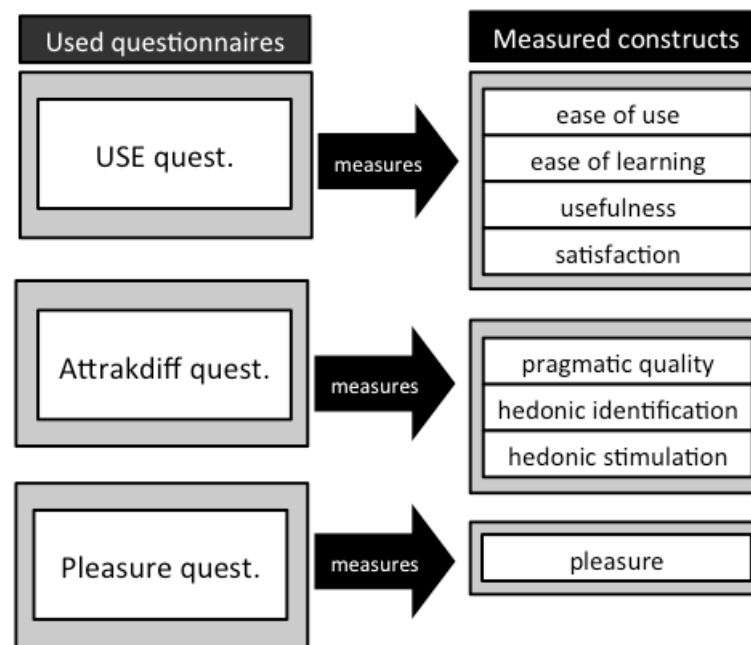 Used questionnaires
Measured constructs
USE quest.
measures
ease of use
ease of learning
usefulness
satisfaction
Attrakdiff quest.
measures
pragmatic quality
hedonic identification
hedonic stimulation
Pleasure quest.
measures
pleasure